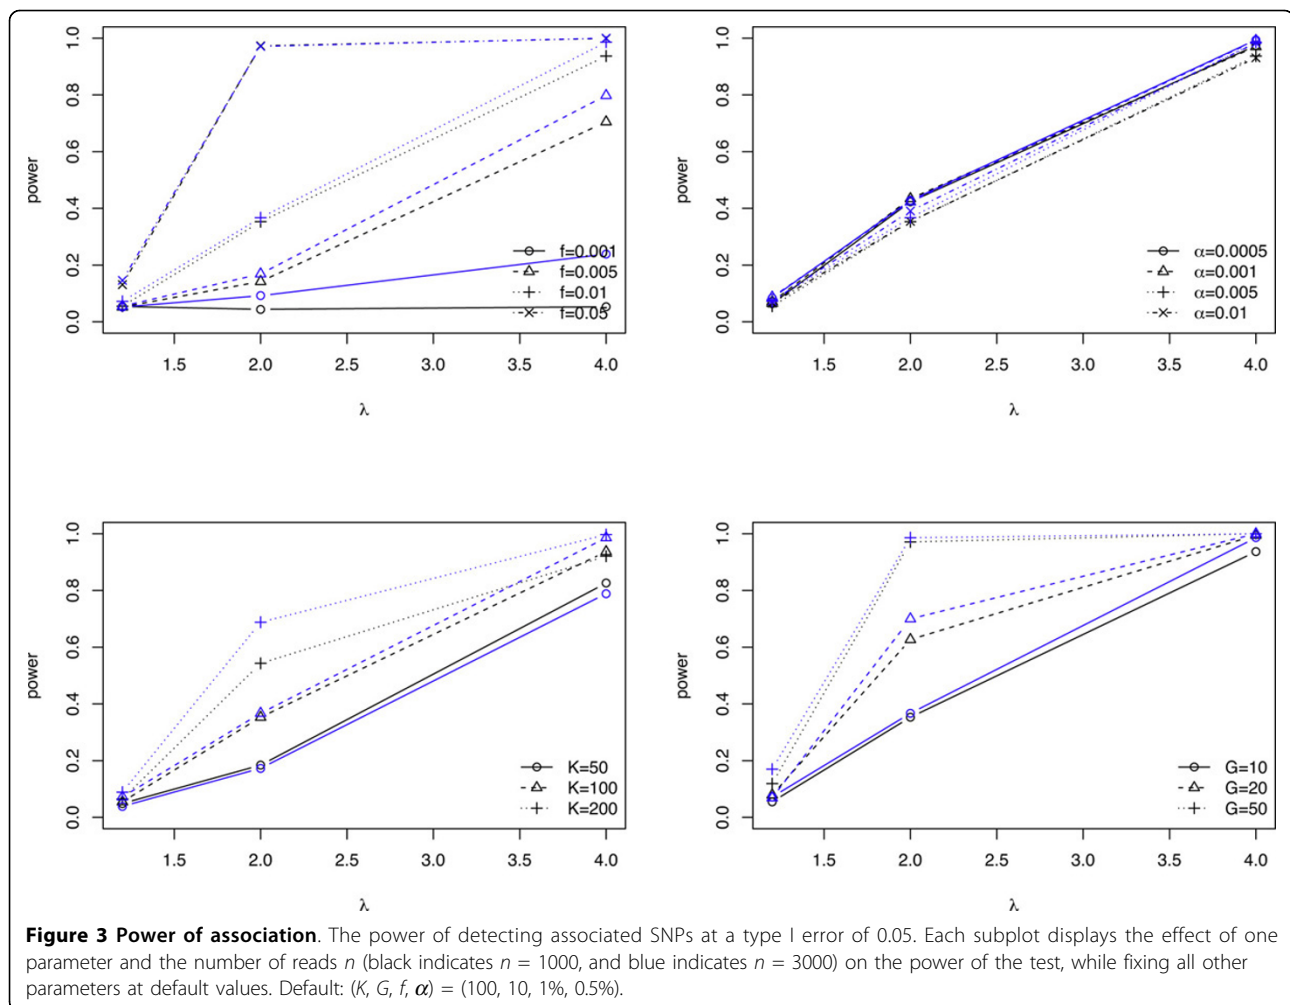 power
1.0
0.8
0.6
0.4
0.2
0.0
f=0.001
f=0.005
f=0.01
f=0.05
1.5 2.0 2.5 3.0 3.5 4.0
λ
power
1.0
0.8
0.6
0.4
0.2
0.0
α=0.0005
α=0.001
α=0.005
α=0.01
1.5 2.0 2.5 3.0 3.5 4.0
λ
power
1.0
0.8
0.6
0.4
0.2
0.0
K=50
K=100
K=200
1.5 2.0 2.5 3.0 3.5 4.0
λ
power
1.0
0.8
0.6
0.4
0.2
0.0
G=10
G=20
G=50
1.5 2.0 2.5 3.0 3.5 4.0
λ
Figure 3 Power of association. The power of detecting associated SNPs at a type I error of 0.05. Each subplot displays the effect of one
parameter and the number of reads n (black indicates n = 1000, and blue indicates n = 3000) on the power of the test, while fixing all other
parameters at default values. Default: (K, G, f, α) = (100, 10, 1%, 0.5%).